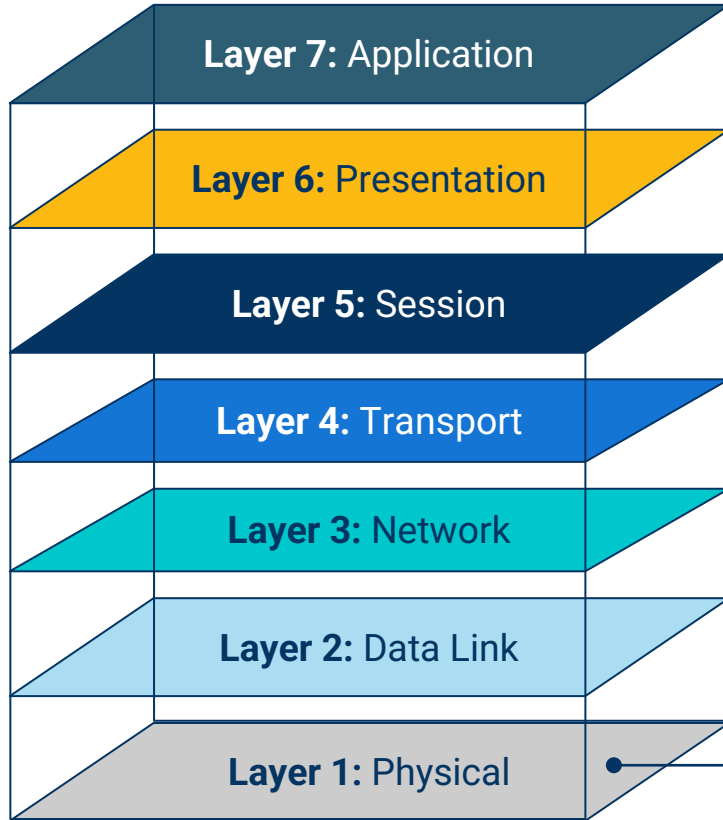 Layer 7: Application
Layer 6: Presentation
Layer 5: Session
Layer 4: Transport
Layer 3: Network
Layer 2: Data Link
Layer 1: Physical